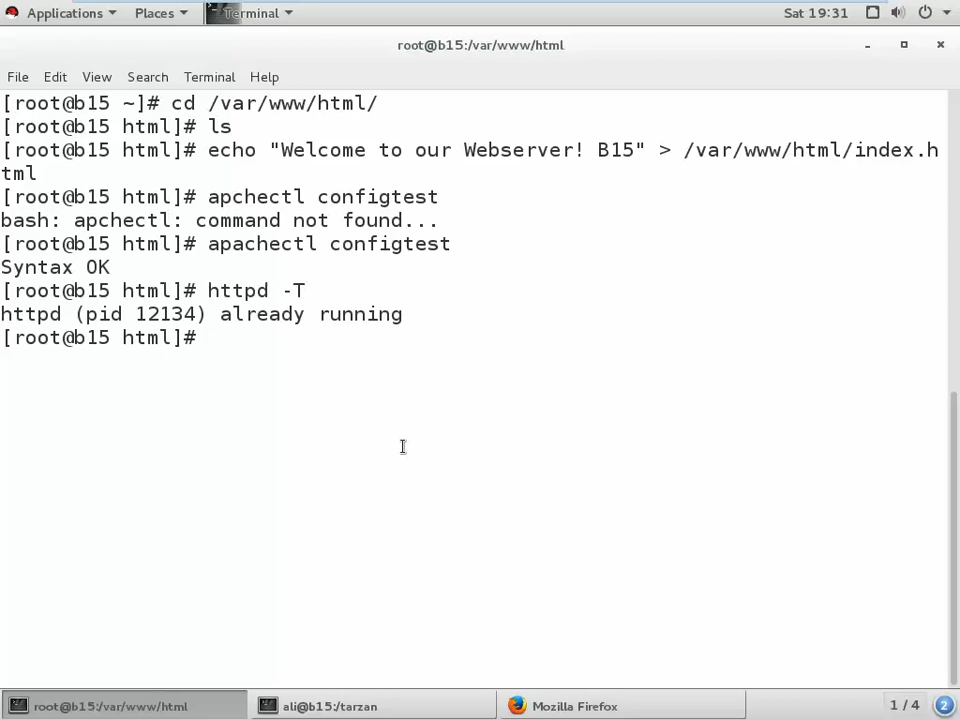 Applications Places Terminal Sat 19:31
root@b15:/var/www/html
File Edit View Search Terminal Help
[root@b15 ~]# cd /var/www/html/
[root@b15 html]# ls
[root@b15 html]# echo "Welcome to our Webserver! B15" > /var/www/html/index.h
tml
[root@b15 html]# apchectl configtest
bash: apchectl: command not found...
[root@b15 html]# apachectl configtest
Syntax OK
[root@b15 html]# httpd -T
httpd (pid 12134) already running
[root@b15 html]#
root@b15:/var/www/html ali@b15:/tarzan Mozilla Firefox 1 / 4 2